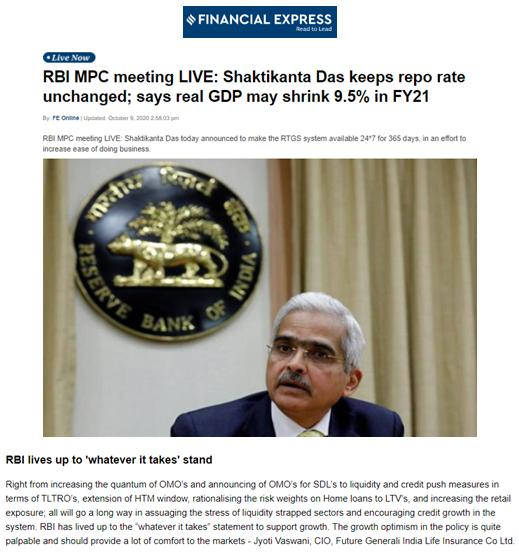 FINANCIAL EXPRESS
Read to Lead
Live Now
RBI MPC meeting LIVE: Shaktikanta Das keeps repo rate
unchanged; says real GDP may shrink 9.5% in FY21
By: FE Online | Updated: October 9, 2020 2:58:03 pm
RBI MPC meeting LIVE: Shaktikanta Das today announced to make the RTGS system available 24*7 for 365 days, in an effort to
increase ease of doing business.
भारतीय रिज़र्व बैंक
RESERVE BANK OF INDIA
RBI lives up to 'whatever it takes' stand
Right from increasing the quantum of OMO's and announcing of OMO's for SDL's to liquidity and credit push measures in
terms of TLTRO's, extension of HTM window, rationalising the risk weights on Home loans to LTV's, and increasing the retail
exposure; all will go a long way in assuaging the stress of liquidity strapped sectors and encouraging credit growth in the
system. RBI has lived up to the "whatever it takes" statement to support growth. The growth optimism in the policy is quite
palpable and should provide a lot of comfort to the markets - Jyoti Vaswani, CIO, Future Generali India Life Insurance Co Ltd.